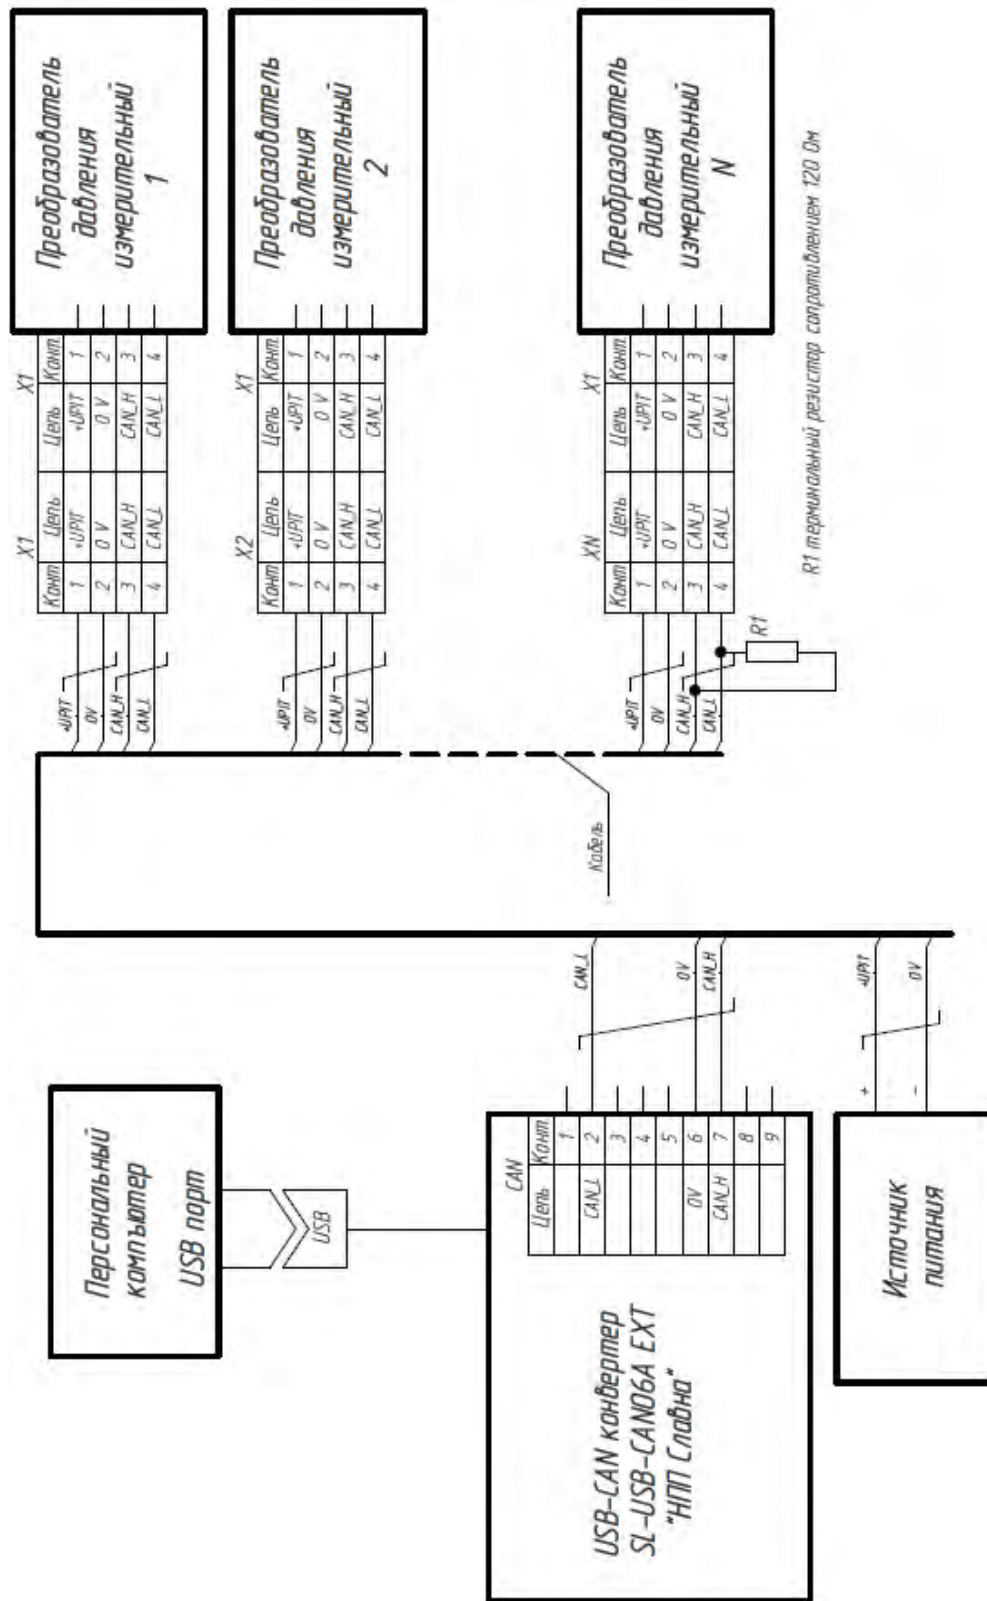 Персональный
компьютер
USB порт
USB
USB-CAN конвертер
SL-USB-CAN06A EXT
"НПП Славна"
CAN
Цепь Конт.
1
CAN_L 2
3
4
5
0V 6
CAN_H 7
8
9
CAN_L
0V
CAN_H
Источник
питания
+
-
+UPIT
0V
Кабель
+UPIT
0V
CAN_H
CAN_L
X1
Конт Цепь
1 +UPIT
2 0 V
3 CAN_H
4 CAN_L
X1
Цепь Конт.
+UPIT 1
0 V 2
CAN_H 3
CAN_L 4
Преобразователь
давления
измерительный
1
+UPIT
0V
CAN_H
CAN_L
X2
Конт Цепь
1 +UPIT
2 0 V
3 CAN_H
4 CAN_L
X1
Цепь Конт.
+UPIT 1
0 V 2
CAN_H 3
CAN_L 4
Преобразователь
давления
измерительный
2
+UPIT
0V
CAN_H
CAN_L
XN
Конт Цепь
1 +UPIT
2 0 V
3 CAN_H
4 CAN_L
X1
Цепь Конт.
+UPIT 1
0 V 2
CAN_H 3
CAN_L 4
Преобразователь
давления
измерительный
N
R1
R1 терминальный резистор сопротивлением 120 Ом